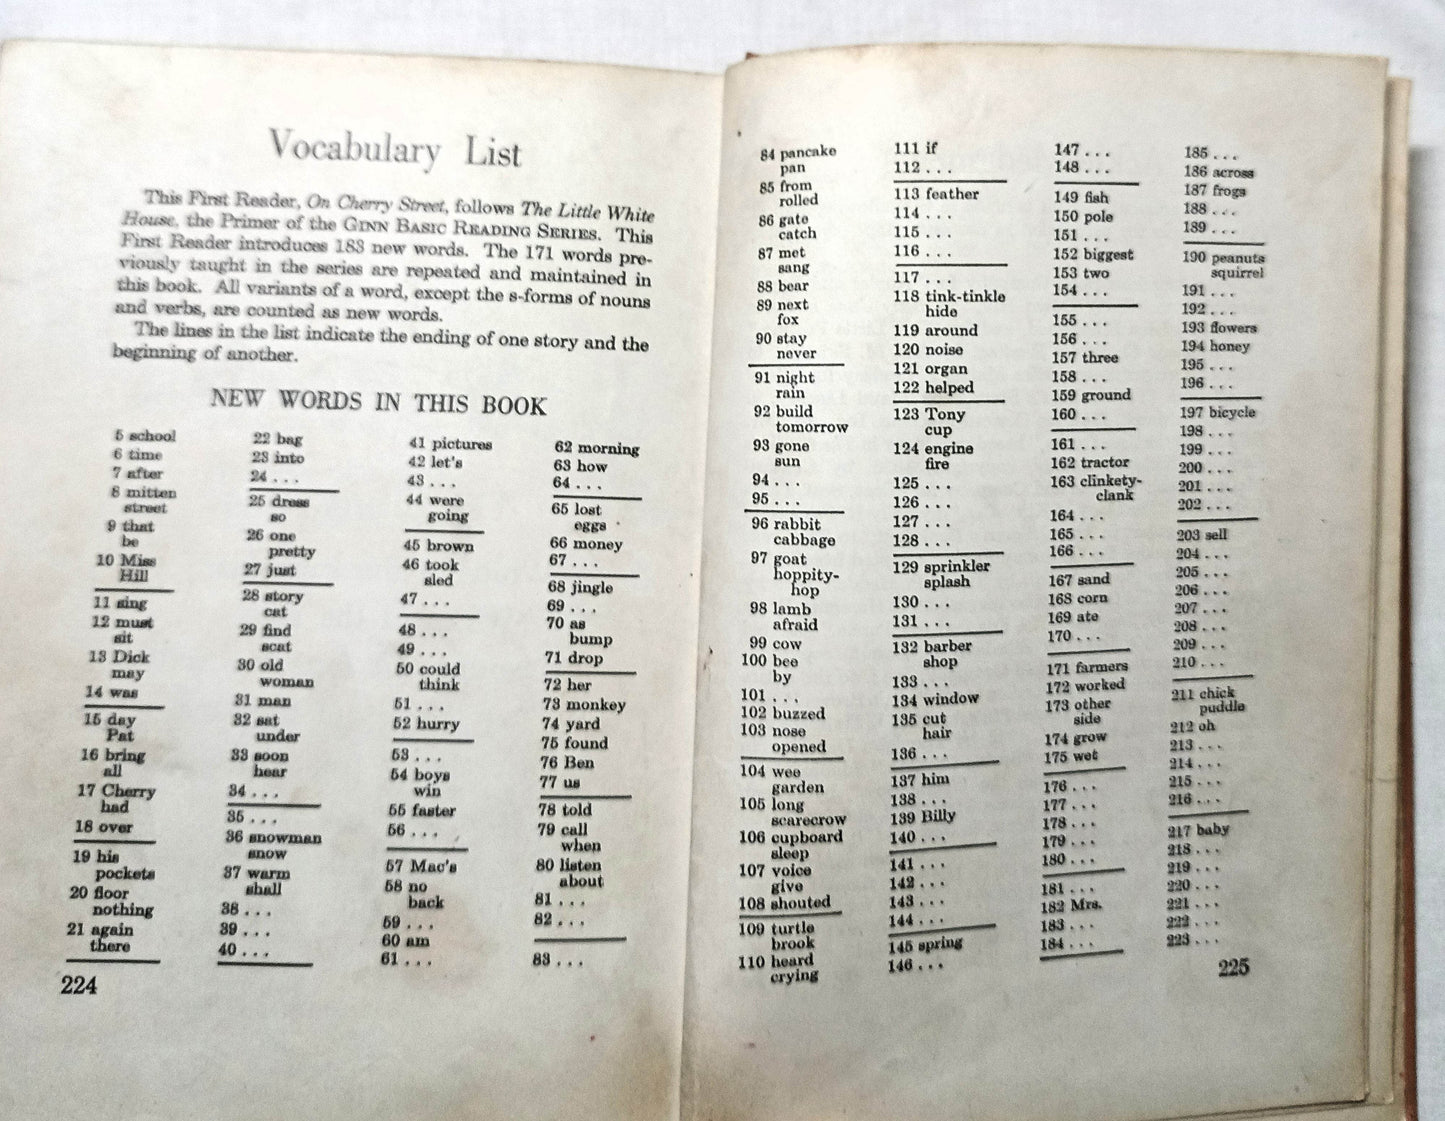 Vocabulary List
This First Reader, On Cherry Street, follows The Little White
House, the Primer of the GINN BASIC READING SERIES. This
First Reader introduces 183 new words. The 171 words pre-
viously taught in the series are repeated and maintained in
this book. All variants of a word, except the s-forms of nouns
and verbs, are counted as new words.
The lines in the list indicate the ending of one story and the
beginning of another.
NEW WORDS IN THIS BOOK
5 school
6 time
7 after
8 mitten
street
9 that
be
10 Miss
Hill
11 sing
12 must
sit
13 Dick
may
14 was
15 day
Pat
16 bring
all
17 Cherry
had
18 over
19 his
pockets
20 floor
nothing
21 again
there
22 bag
23 into
24 . . .
25 dress
so
26 one
pretty
27 just
28 story
cat
29 find
scat
30 old
woman
31 man
32 sat
under
33 soon
hear
34 . . .
35 . . .
36 snowman
snow
37 warm
shall
38 . . .
39 . . .
40 . . .
41 pictures
42 let's
43 . . .
44 were
going
45 brown
46 took
sled
47 . . .
48 . . .
49 . . .
50 could
think
51 . . .
52 hurry
53 . . .
54 boys
win
55 faster
56 . . .
57 Mac's
58 no
back
59 . . .
60 am
61 . . .
62 morning
63 how
64 . . .
65 lost
eggs
66 money
67 . . .
68 jingle
69 . . .
70 as
bump
71 drop
72 her
73 monkey
74 yard
75 found
76 Ben
77 us
78 told
79 call
when
80 listen
about
81 . . .
82 . . .
83 . . .
224
84 pancake
pan
85 from
rolled
86 gate
catch
87 met
sang
88 bear
89 next
fox
90 stay
never
91 night
rain
92 build
tomorrow
93 gone
sun
94 . . .
95 . . .
96 rabbit
cabbage
97 goat
hoppity-
hop
98 lamb
afraid
99 cow
100 bee
by
101 . . .
102 buzzed
103 nose
opened
104 wee
garden
105 long
scarecrow
106 cupboard
sleep
107 voice
give
108 shouted
109 turtle
brook
110 heard
crying
111 if
112 . . .
113 feather
114 . . .
115 . . .
116 . . .
117 . . .
118 tink-tinkle
hide
119 around
120 noise
121 organ
122 helped
123 Tony
cup
124 engine
fire
125 . . .
126 . . .
127 . . .
128 . . .
129 sprinkler
splash
130 . . .
131 . . .
132 barber
shop
133 . . .
134 window
135 cut
hair
136 . . .
137 him
138 . . .
139 Billy
140 . . .
141 . . .
142 . . .
143 . . .
144 . . .
145 spring
146 . . .
147 . . .
148 . . .
149 fish
150 pole
151 . . .
152 biggest
153 two
154 . . .
155 . . .
156 . . .
157 three
158 . . .
159 ground
160 . . .
161 . . .
162 tractor
163 clinkety-
clank
164 . . .
165 . . .
166 . . .
167 sand
168 corn
169 ate
170 . . .
171 farmers
172 worked
173 other
side
174 grow
175 wet
176 . . .
177 . . .
178 . . .
179 . . .
180 . . .
181 . . .
182 Mrs.
183 . . .
184 . . .
185 . . .
186 across
187 frogs
188 . . .
189 . . .
190 peanuts
squirrel
191 . . .
192 . . .
193 flowers
194 honey
195 . . .
196 . . .
197 bicycle
198 . . .
199 . . .
200 . . .
201 . . .
202 . . .
203 sell
204 . . .
205 . . .
206 . . .
207 . . .
208 . . .
209 . . .
210 . . .
211 chick
puddle
212 oh
213 . . .
214 . . .
215 . . .
216 . . .
217 baby
218 . . .
219 . . .
220 . . .
221 . . .
222 . . .
223 . . .
225